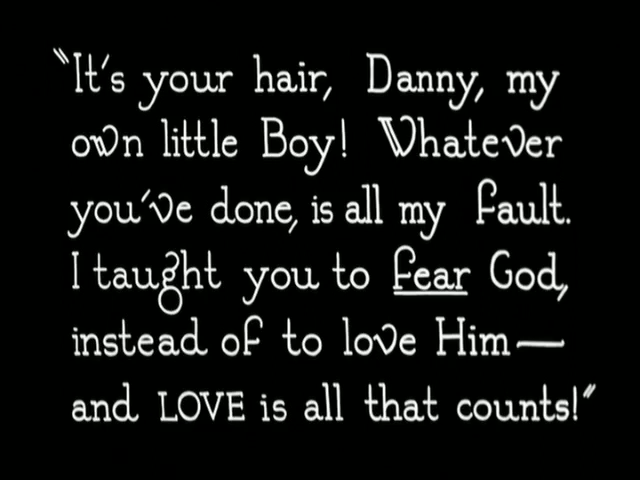 "It's your hair, Danny, my
own little Boy! Whatever
you've done, is all my fault.
I taught you to fear God,
instead of to love Him—
and LOVE is all that counts!"